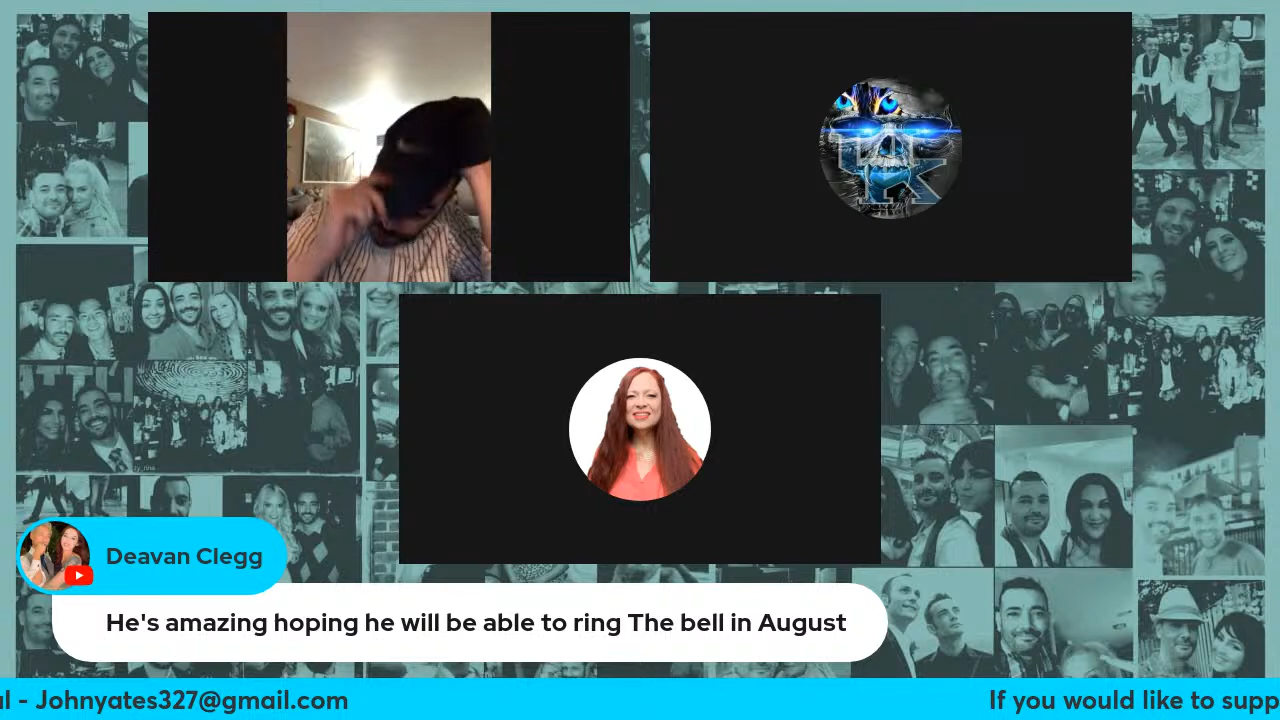 UK
Deavan Clegg
He's amazing hoping he will be able to ring The bell in August
al - Johnyates327@gmail.com
If you would like to supp